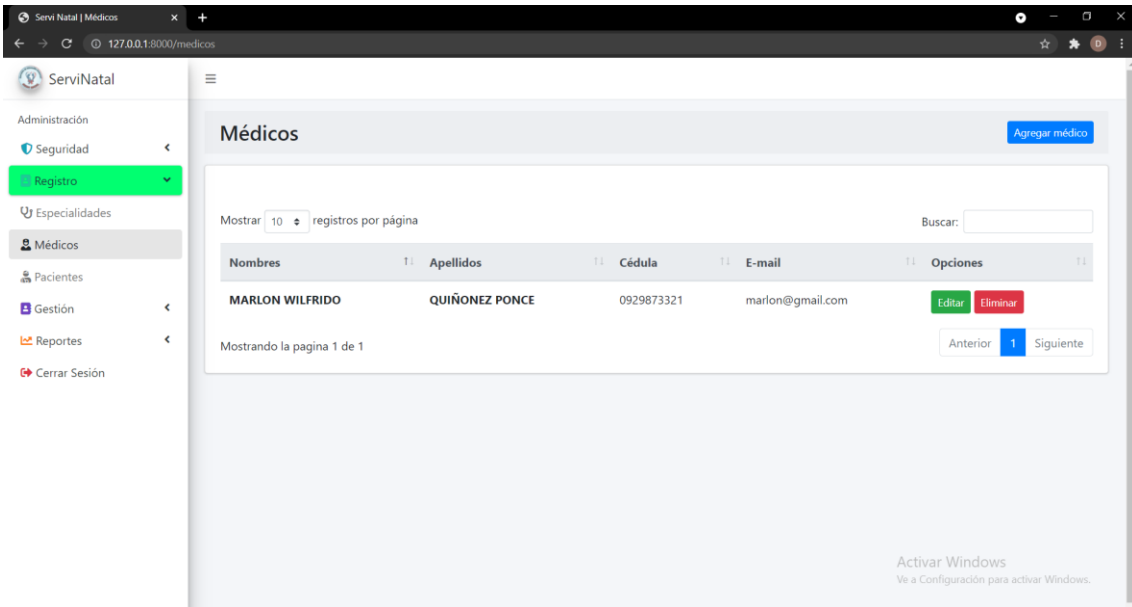 Servi Natal | Médicos
127.0.0.1:8000/medicos
D
ServiNatal
Administración
Seguridad
Registro
Especialidades
Médicos
Pacientes
Gestión
Reportes
Cerrar Sesión
Médicos
Agregar médico
Mostrar 10 registros por página
Buscar:
Nombres Apellidos Cédula E-mail Opciones
MARLON WILFRIDO QUIÑONEZ PONCE 0929873321 marlon@gmail.com Editar Eliminar
Mostrando la pagina 1 de 1
Anterior 1 Siguiente
Activar Windows
Ve a Configuración para activar Windows.